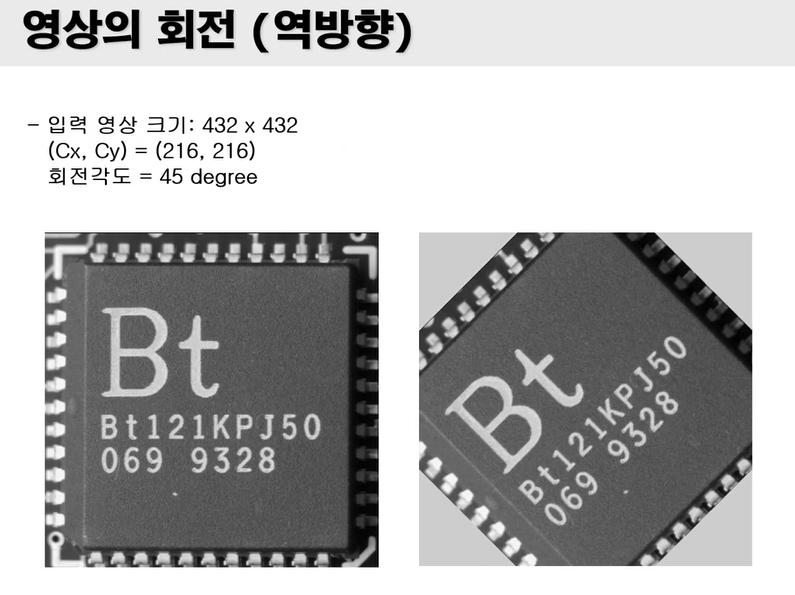 영상의 회전 (역방향)
– 입력 영상 크기: 432 x 432
(Cx, Cy) = (216, 216)
회전각도 = 45 degree
Bt
Bt121KPJ50
069 9328
Bt
Bt121KPJ50
069 9328